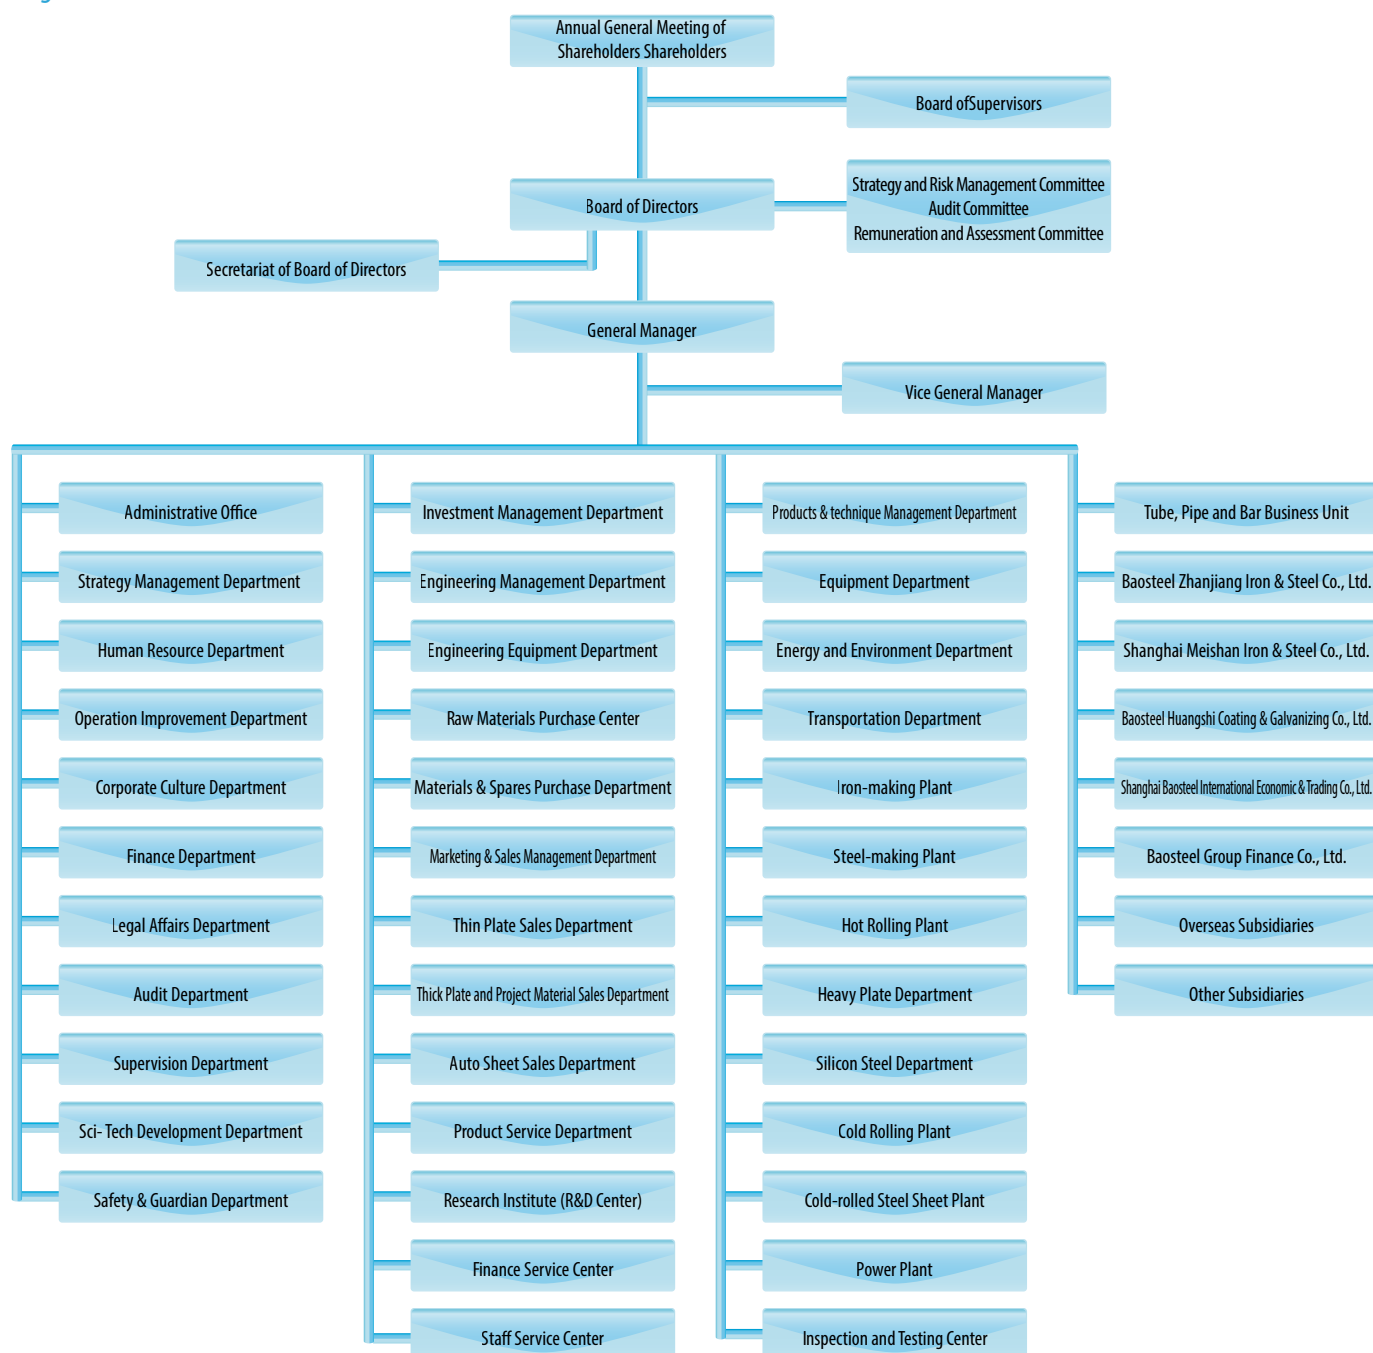 Annual General Meeting of
Shareholders Shareholders
Board ofSupervisors
Strategy and Risk Management Committee
Audit Committee
Remuneration and Assessment Committee
Board of Directors
Secretariat of Board of Directors
General Manager
Vice General Manager
Administrative Office
Strategy Management Department
Human Resource Department
Operation Improvement Department
Corporate Culture Department
Finance Department
Legal Affairs Department
Audit Department
Supervision Department
Sci- Tech Development Department
Safety & Guardian Department
Investment Management Department
Engineering Management Department
Engineering Equipment Department
Raw Materials Purchase Center
Materials & Spares Purchase Department
Marketing & Sales Management Department
Thin Plate Sales Department
Thick Plate and Project Material Sales Department
Auto Sheet Sales Department
Product Service Department
Research Institute (R&D Center)
Finance Service Center
Staff Service Center
Products & technique Management Department
Equipment Department
Energy and Environment Department
Transportation Department
Iron-making Plant
Steel-making Plant
Hot Rolling Plant
Heavy Plate Department
Silicon Steel Department
Cold Rolling Plant
Cold-rolled Steel Sheet Plant
Power Plant
Inspection and Testing Center
Tube, Pipe and Bar Business Unit
Baosteel Zhanjiang Iron & Steel Co., Ltd.
Shanghai Meishan Iron & Steel Co., Ltd.
Baosteel Huangshi Coating & Galvanizing Co., Ltd.
Shanghai Baosteel International Economic & Trading Co., Ltd.
Baosteel Group Finance Co., Ltd.
Overseas Subsidiaries
Other Subsidiaries